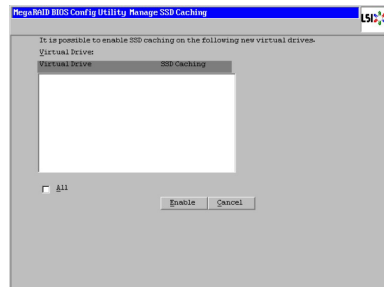 MegaRAID BIOS Config Utility Manage SSD Caching
LSI
It is possible to enable SSD caching on the following new virtual drives.
Virtual Drive:
Virtual Drive SSD Caching
All
Enable Cancel